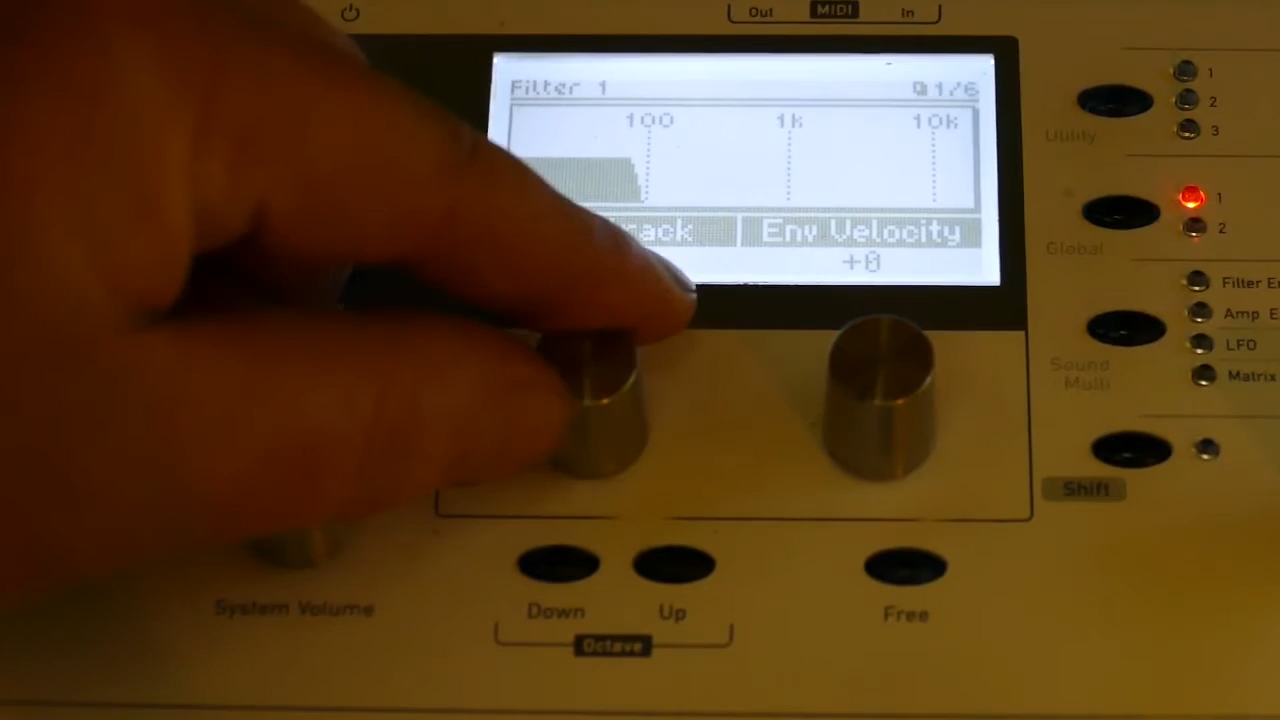 Out MIDI In
Filter 1 1/6
100 1k 10k
Env Velocity
+0
1
2
3
Utility
1
2
Global
Filter
Amp
LFO
Matrix
Sound
Multi
Shift
System Volume
Down Up Free
Octave